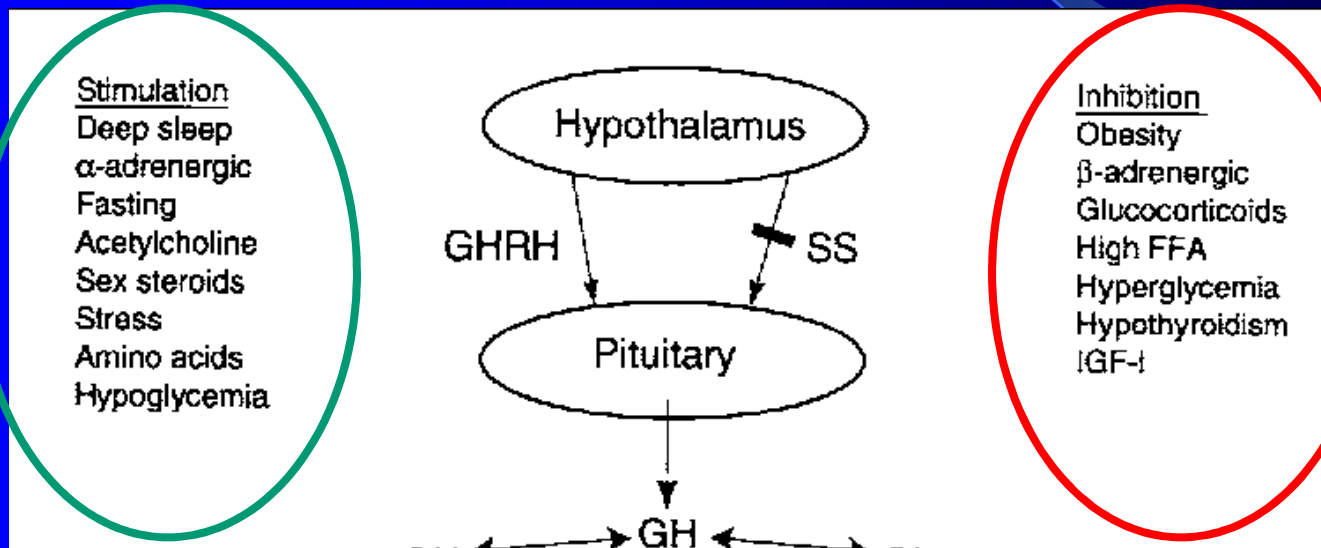 Stimulation
Deep sleep
α-adrenergic
Fasting
Acetylcholine
Sex steroids
Stress
Amino acids
Hypoglycemia
Hypothalamus
GHRH
SS
Pituitary
GH
Inhibition
Obesity
β-adrenergic
Glucocorticoids
High FFA
Hyperglycemia
Hypothyroidism
IGF-I